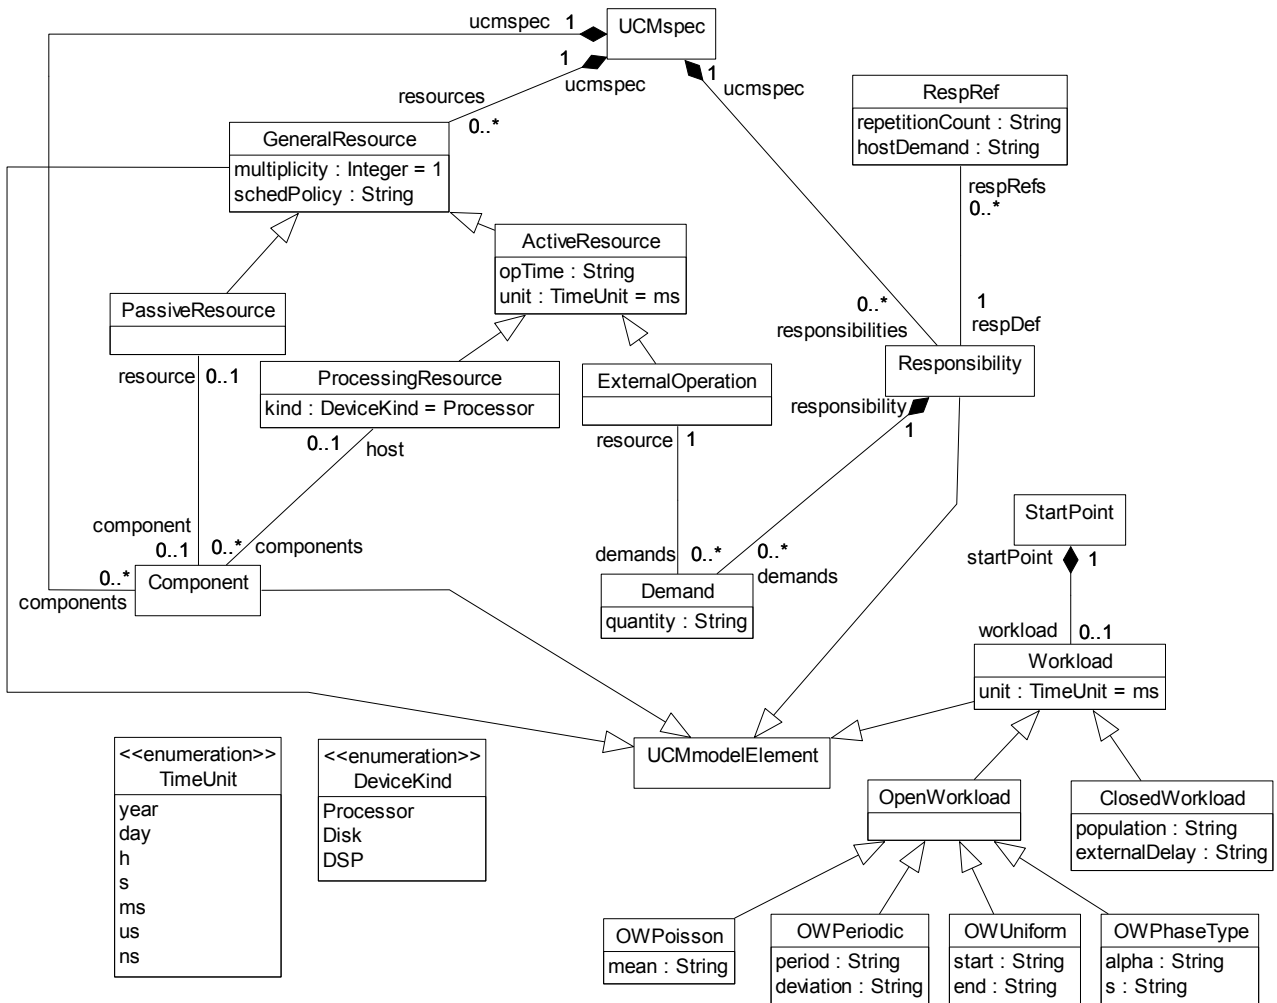 ucmspec 1
UCMspec
1
ucmspec
1
ucmspec
resources
0..*
RespRef
repetitionCount : String
hostDemand : String
GeneralResource
multiplicity : Integer = 1
schedPolicy : String
respRefs
0..*
ActiveResource
opTime : String
unit : TimeUnit = ms
PassiveResource
0..*
responsibilities
1
respDef
resource 0..1
ProcessingResource
kind : DeviceKind = Processor
ExternalOperation
Responsibility
responsibility
1
0..1
host
resource 1
StartPoint
startPoint 1
component
0..1
0..* components
demands 0..*
0..*
demands
0..*
components
Component
Demand
quantity : String
workload 0..1
Workload
unit : TimeUnit = ms
UCMmodelElement
<<enumeration>>
TimeUnit
year
day
h
s
ms
us
ns
<<enumeration>>
DeviceKind
Processor
Disk
DSP
OpenWorkload
ClosedWorkload
population : String
externalDelay : String
OWPoisson
mean : String
OWPeriodic
period : String
deviation : String
OWUniform
start : String
end : String
OWPhaseType
alpha : String
s : String